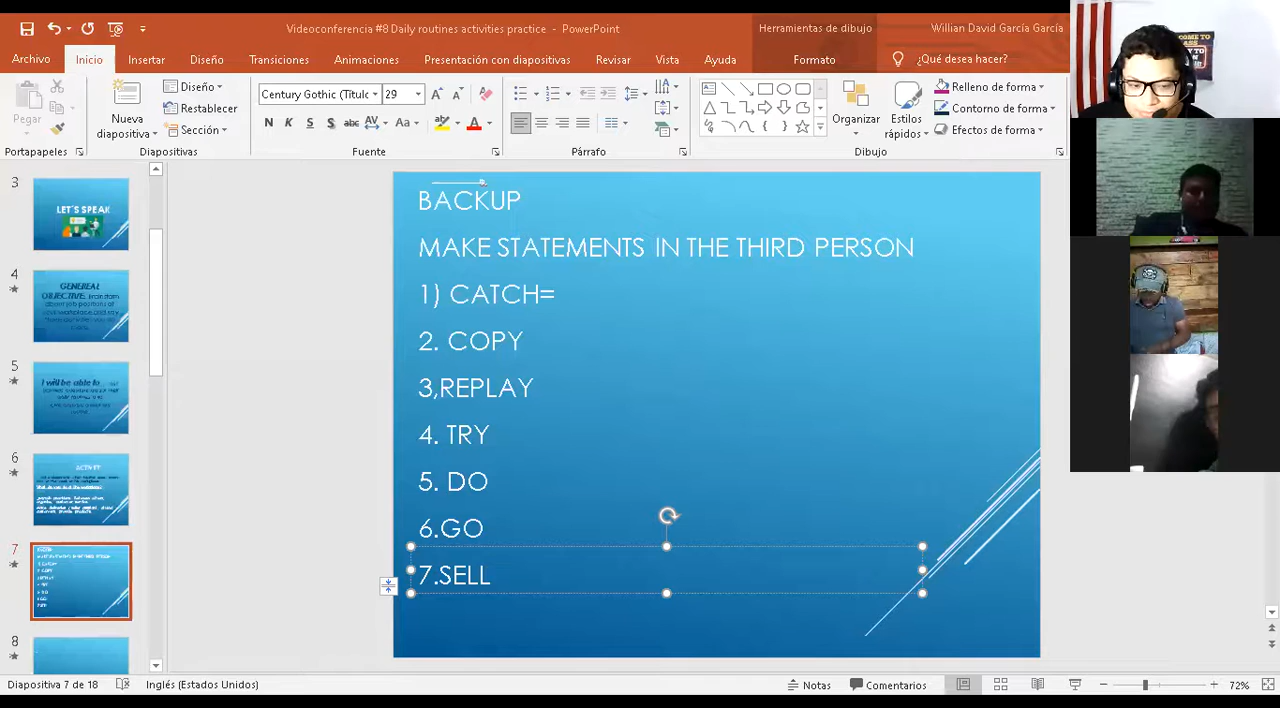 Videoconferencia #8 Daily routines activities practice - PowerPoint
Herramientas de dibujo
Willian David García García
Archivo
Inicio
Insertar
Diseño
Transiciones
Animaciones
Presentación con diapositivas
Revisar
Vista
Ayuda
Formato
¿Qué desea hacer?
Pegar
Nueva diapositiva
Diseño
Restablecer
Sección
Century Gothic (Títulc
29
N K S S abc AV Aa A
Organizar
Estilos rápidos
Relleno de forma
Contorno de forma
Efectos de forma
Portapapeles
Diapositivas
Fuente
Párrafo
Dibujo
3
LET´S SPEAK
4
GENERAL
OBJECTIVE:
5
I will be able to
6
7
8
BACKUP
MAKE STATEMENTS IN THE THIRD PERSON
1) CATCH=
2. COPY
3,REPLAY
4. TRY
5. DO
6.GO
7.SELL
Diapositiva 7 de 18
Inglés (Estados Unidos)
Notas
Comentarios
72%